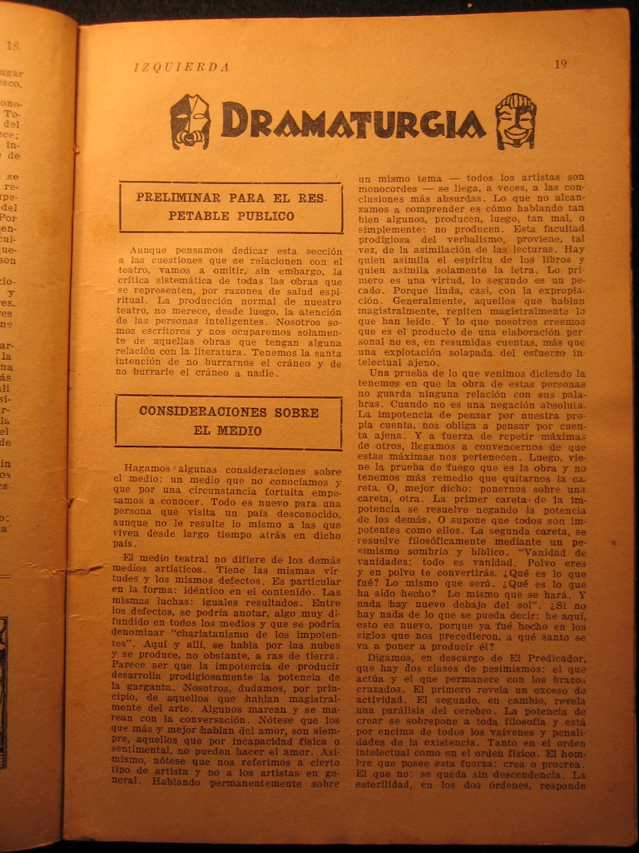 18
ugar
esco,
ono-
To-
del
ece;
in-
y de
se
re-
del
Por
en-
cui-
ue-
son
cio-
y
res,
res
ne
ar-
la
ma
ás
lí
si-
r-
la
el
de
in
o;
a
IZQUIERDA
19
DRAMATURGIA
PRELIMINAR PARA EL RES-
PETABLE PUBLICO
Aunque pensamos dedicar esta sección
a las cuestiones que se relacionen con el
teatro, vamos a omitir, sin embargo, la
crítica sistemática de todas las obras que
se representen, por razones de salud espi-
ritual. La producción normal de nuestro
teatro, no merece, desde luego, la atención
de las personas inteligentes. Nosotros so-
mos escritores y nos ocuparemos solamen-
te de aquellas obras que tengan alguna
relación con la literatura. Tenemos la santa
intención de no burrarnos el cráneo y de
no burrarle el cráneo a nadie.
CONSIDERACIONES SOBRE
EL MEDIO
Hagamos algunas consideraciones sobre
el medio: un medio que no conocíamos y
que por una circunstancia fortuita empe-
zamos a conocer. Todo es nuevo para una
persona que visita un país desconocido,
aunque no le resulte lo mismo a las que
viven desde largo tiempo atrás en dicho
país.
El medio teatral no difiere de los demás
medios artísticos. Tiene las mismas vir-
tudes y los mismos defectos. Es particular
en la forma: idéntico en el contenido. Las
mismas luchas: iguales resultados. Entre
los defectos, se podría anotar, algo muy di-
fundido en todos los medios y que se podría
denominar "charlatanismo de los impoten-
tes". Aquí y allí, se habla por las nubes
y se produce, no obstante, a ras de tierra.
Parece ser que la impotencia de producir
desarrolla prodigiosamente la potencia de
la garganta. Nosotros, dudamos, por prin-
cipio, de aquellos que hablan magistral-
mente del arte. Algunos marean y se ma-
rean con la conversación. Nótese que los
que más y mejor hablan del amor, son siem-
pre, aquellos que por incapacidad física o
sentimental, no pueden hacer el amor. Asi-
mismo, nótese que nos referimos a cierto
tipo de artista y no a los artistas en ge-
neral. Hablando permanentemente sobre
un mismo tema — todos los artistas son
monocordes — se llega, a veces, a las con-
clusiones más absurdas. Lo que no alcan-
zamos a comprender es cómo hablando tan
bien algunos, producen, luego, tan mal, o
simplemente: no producen. Esta facultad
prodigiosa del verbalismo, proviene, tal
vez, de la asimilación de las lecturas. Hay
quien asimila el espíritu de los libros y
quien asimila solamente la letra. Lo pri-
mero es una virtud, lo segundo es un pe-
cado. Porque linda, casi, con la expropia-
ción. Generalmente, aquellos que hablan
magistralmente, repiten magistralmente lo
que han leído. Y lo que nosotros creemos
que es el producto de una elaboración per-
sonal no es, en resumidas cuentas, más que
una explotación solapada del esfuerzo in-
telectual ajeno.
Una prueba de lo que venimos diciendo la
tenemos en que la obra de estas personas
no guarda ninguna relación con sus pala-
bras. Cuando no es una negación absoluta.
La impotencia de pensar por nuestra pro-
pia cuenta, nos obliga a pensar por cuen-
ta ajena. Y a fuerza de repetir máximas
de otros, llegamos a convencernos de que
estas máximas nos pertenecen. Luego, vie-
ne la prueba de fuego que es la obra y no
tenemos más remedio que quitarnos la ca-
reta. O, mejor dicho: ponernos sobre una
careta, otra. La primer careta de la im-
potencia se resuelve negando la potencia
de los demás. O supone que todos son im-
potentes como ellos. La segunda careta, se
resuelve filosóficamente mediante un pe-
simismo sombrío y bíblico. "Vanidad de
vanidades: todo es vanidad. Polvo eres
y en polvo te convertirás. ¿Qué es lo que
fué? Lo mismo que será. ¿Qué es lo que
ha sido hecho? Lo mismo que se hará. Y
nada hay nuevo debajo del sol". ¿Si no
hay nada de lo que se pueda decir: he aquí,
esto es nuevo, porque ya fué hecho en los
siglos que nos precedieron, a qué santo se
va a poner a producir él?
Digamos, en descargo de El Predicador,
que hay dos clases de pesimismos: el que
actúa y el que permanece con los brazos
cruzados. El primero revela un exceso de
actividad. El segundo, en cambio, revela
una parálisis del cerebro. La potencia de
crear se sobrepone a toda filosofía y está
por encima de todos los vaivenes y penali-
dades de la existencia. Tanto en el orden
intelectual como en el orden físico. El hom-
bre que posee esta fuerza: crea o procrea.
El que no: se queda sin descendencia. La
esterilidad, en los dos órdenes, responde